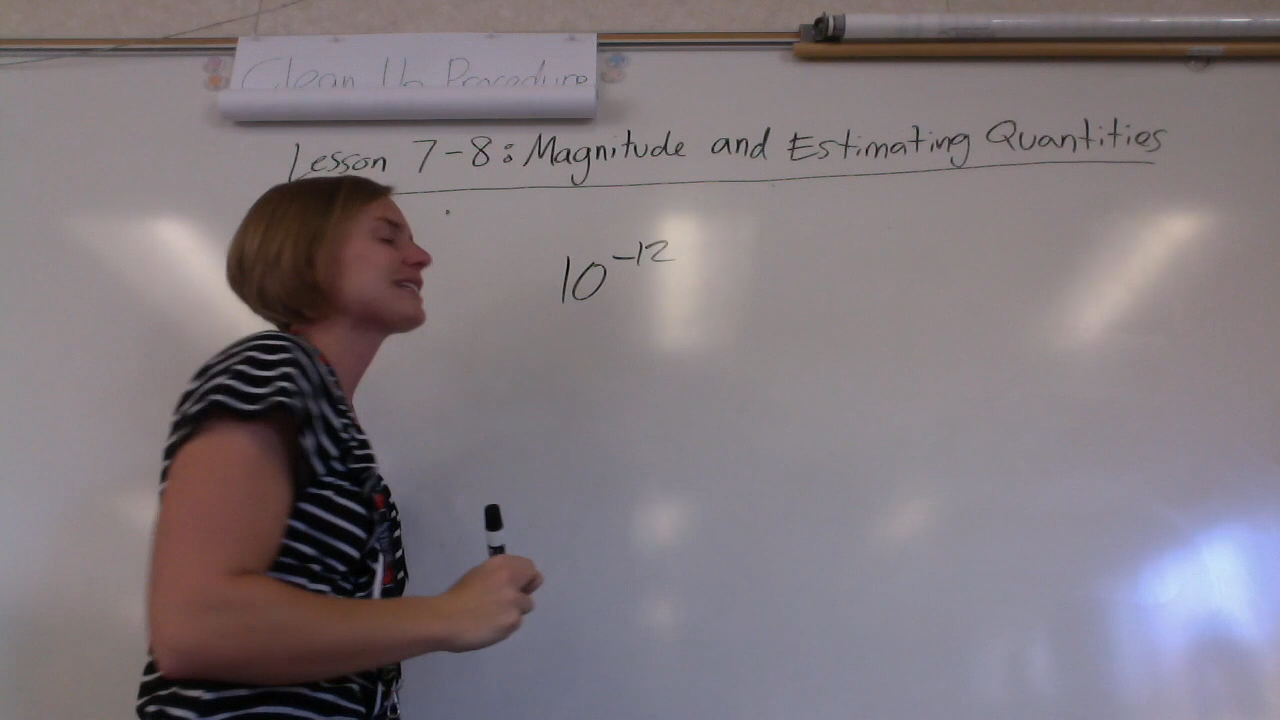 Clean Up Procedure
Lesson 7-8: Magnitude and Estimating Quantities
10⁻¹²